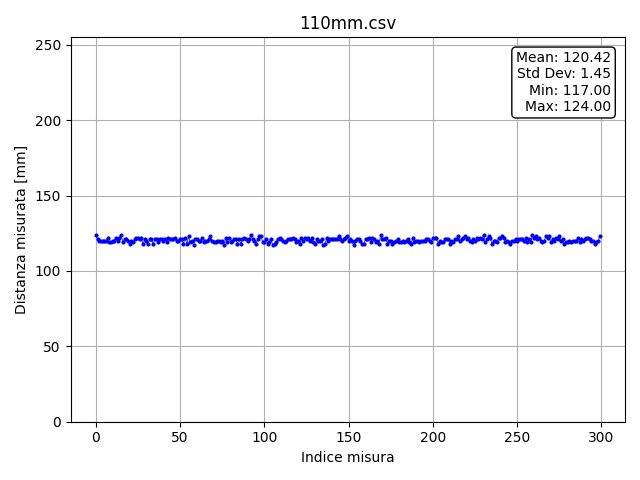 110mm.csv
Mean: 120.42
Std Dev: 1.45
Min: 117.00
Max: 124.00
Distanza misurata [mm]
250
200
150
100
50
0
0 50 100 150 200 250 300
Indice misura